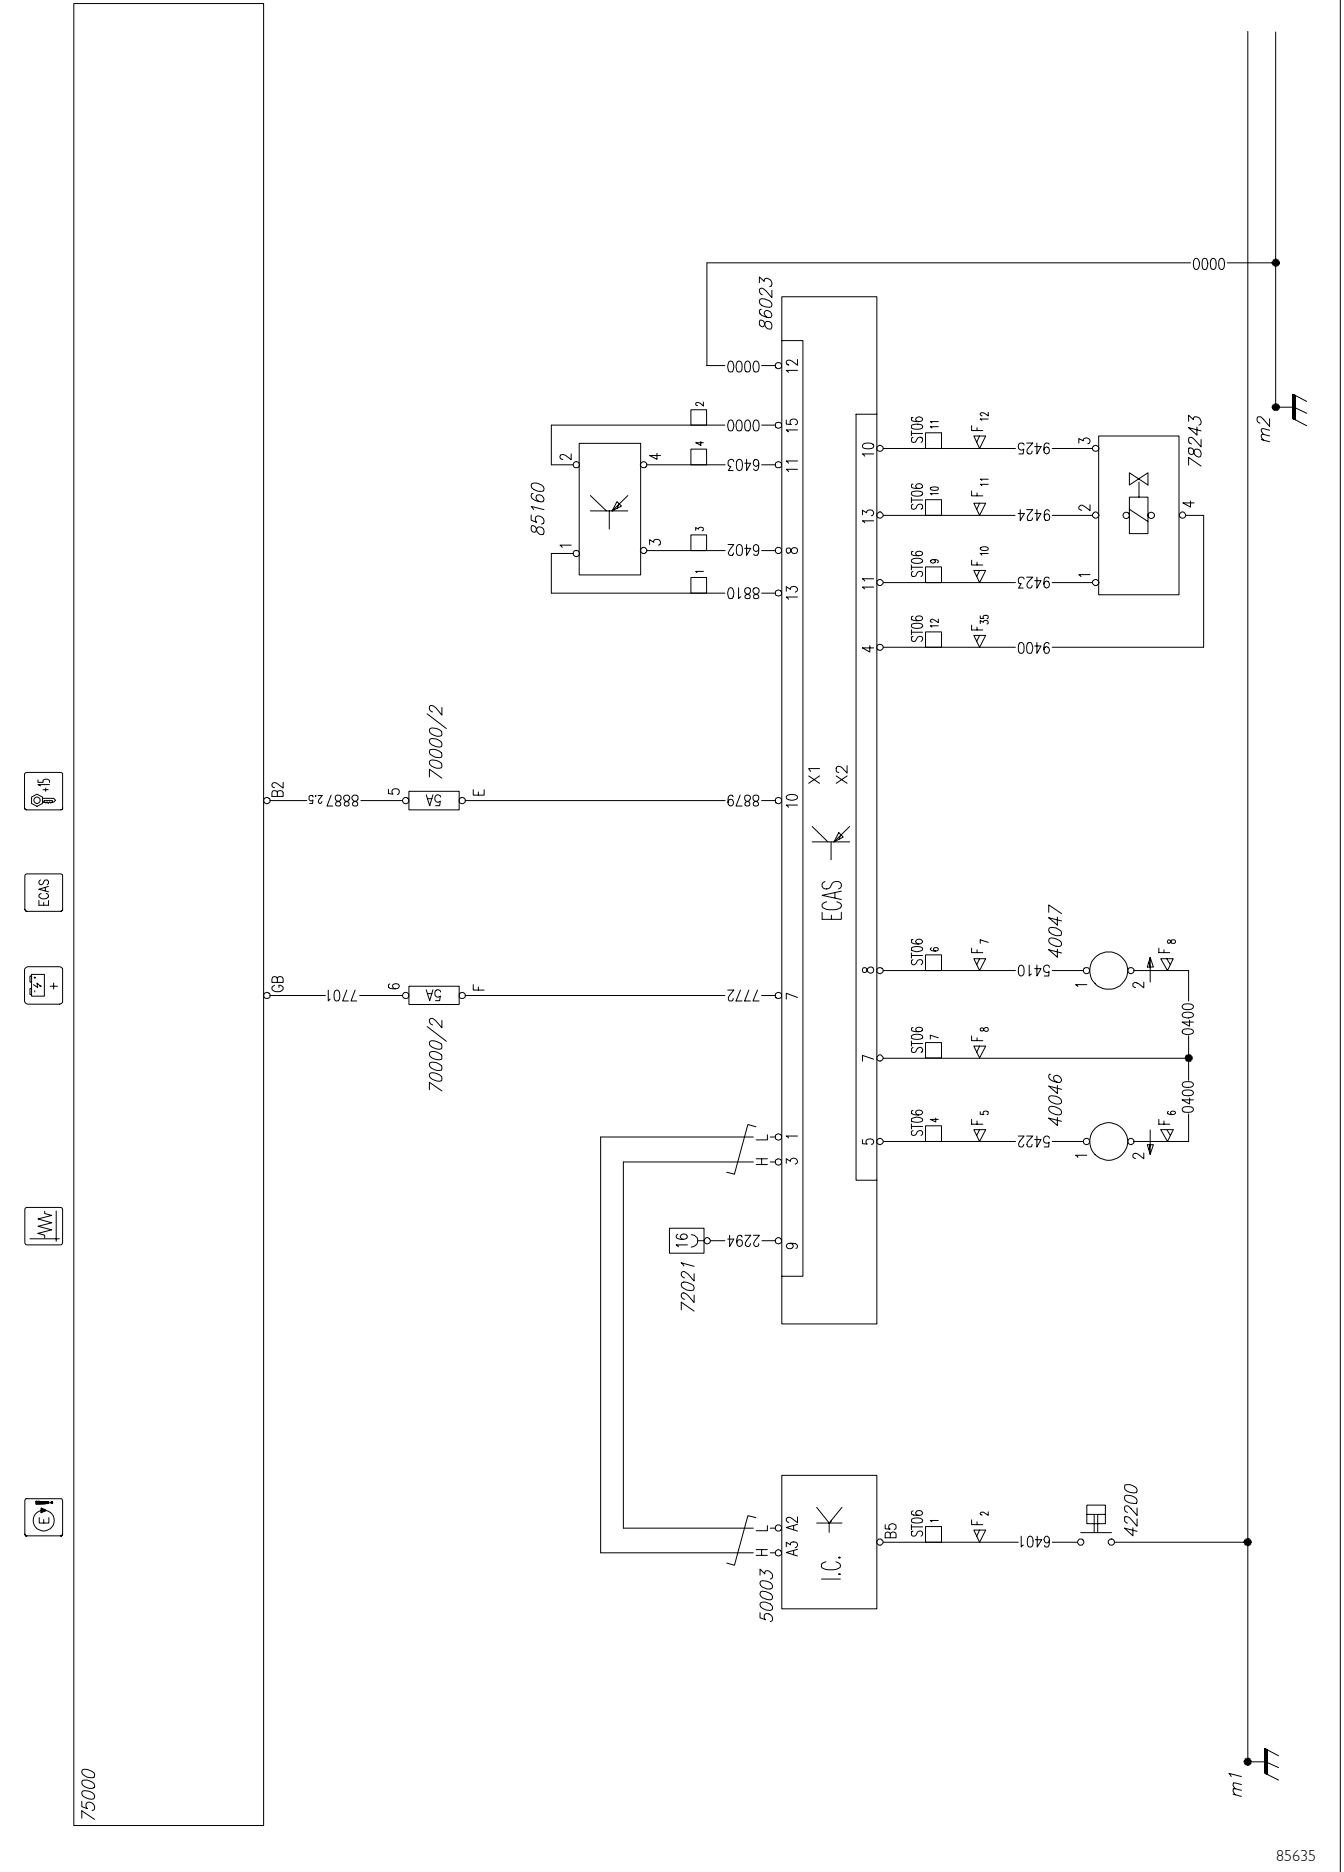 +15
ECAS
+
E
75000
B2
8887 2.5
5
5A
E
70000/2
8879
10
GB
7701
6
5A
F
70000/2
7772
7
85160
2
4
1
3
2
0000
15
4
6403
11
3
6402
8
1
8810
13
0000
12
0000
86023
X1
X2
ECAS
L
1
H
3
16
72021
2294
9
10
ST06
11
F 12
9425
3
13
ST06
10
F 11
9424
2
11
ST06
9
F 10
9423
1
4
ST06
12
F 35
9400
4
78243
8
ST06
6
F 7
5410
1
2
F 8
40047
7
ST06
7
F 8
0400
0400
5
ST06
4
F 5
5422
1
2
F 6
40046
L
A2
H
A3
50003
I.C.
B5
ST06
1
F 2
6401
42200
m1
m2
85635